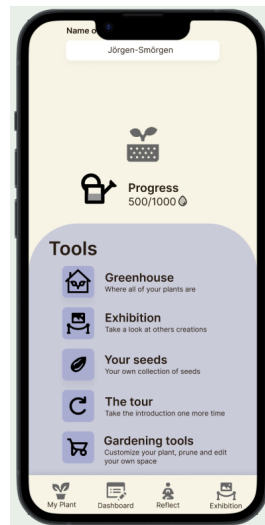 Name o
Jörgen-Smörgen
Progress
500/1000
Tools
Greenhouse
Where all of your plants are
Exhibition
Take a look at others creations
Your seeds
Your own collection of seeds
The tour
Take the introduction one more time
Gardening tools
Customize your plant, prune and edit
your own space
My Plant
Dashboard
Reflect
Exhibition